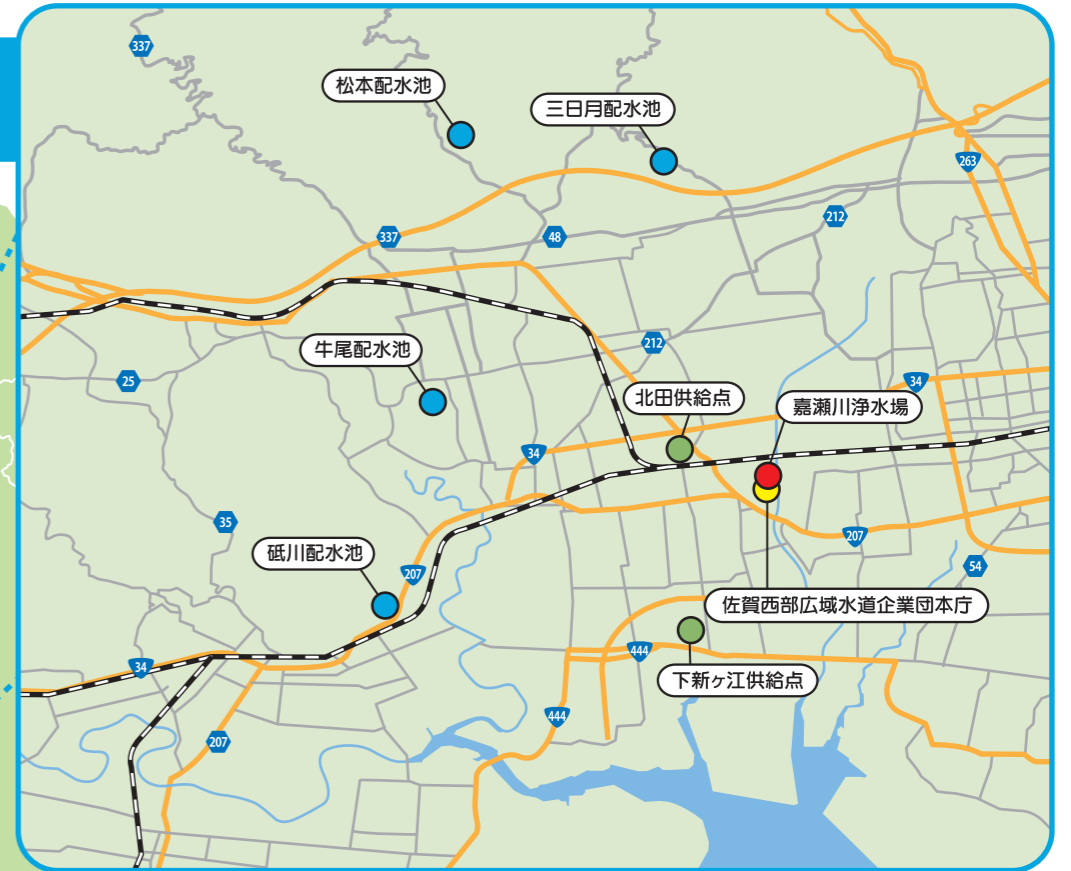 337
松本配水池
三日月配水池
263
212
337
48
牛尾配水池
212
25
34
北田供給点
嘉瀬川浄水場
34
35
207
砥川配水池
207
54
佐賀西部広域水道企業団本庁
444
34
下新ヶ江供給点
444
207